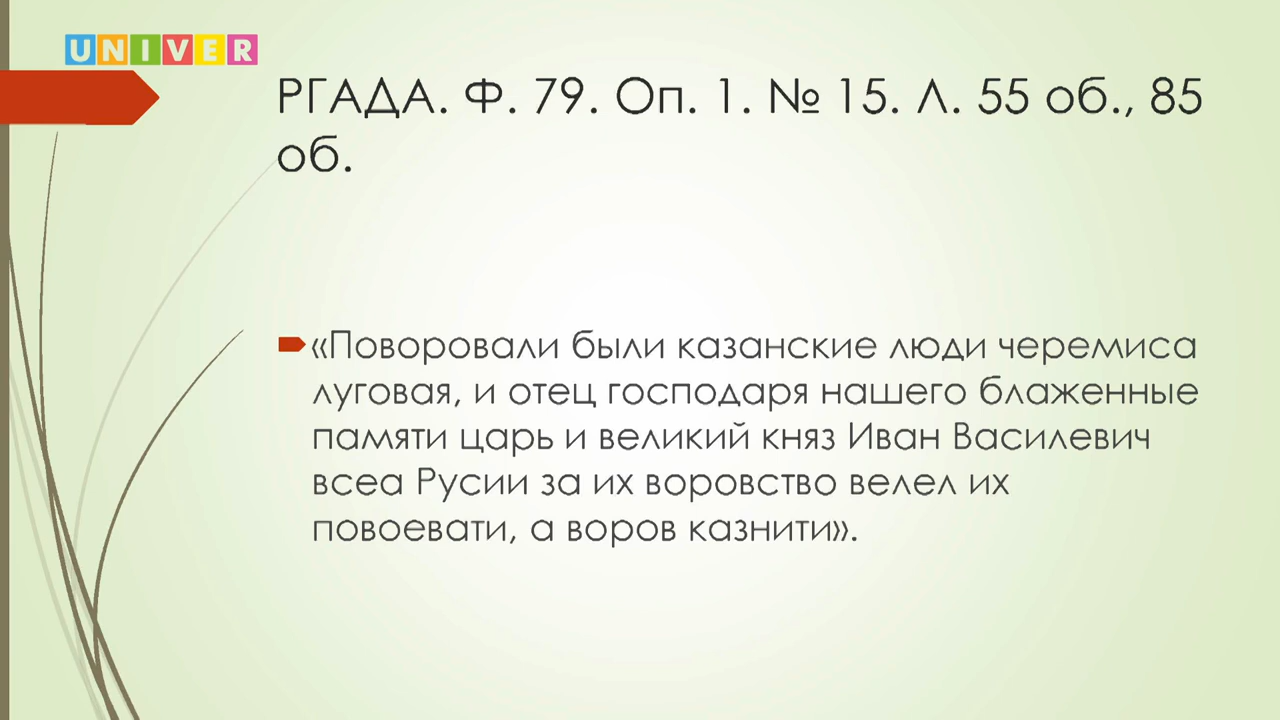 UNIVER
РГАДА. Ф. 79. Оп. 1. № 15. Л. 55 об., 85
об.
«Поворовали были казанские люди черемиса
луговая, и отец господаря нашего блаженные
памяти царь и великий княз Иван Василевич
всеа Русии за их воровство велел их
повоевати, а воров казнити».